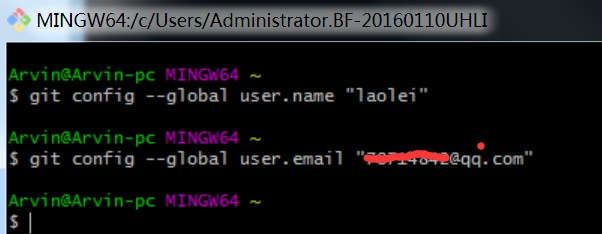 MINGW64:/c/Users/Administrator.BF-20160110UHLI
Arvin@Arvin-pc MINGW64 ~
$ git config --global user.name "laolei"
Arvin@Arvin-pc MINGW64 ~
$ git config --global user.email "@qq.com"
Arvin@Arvin-pc MINGW64 ~
$